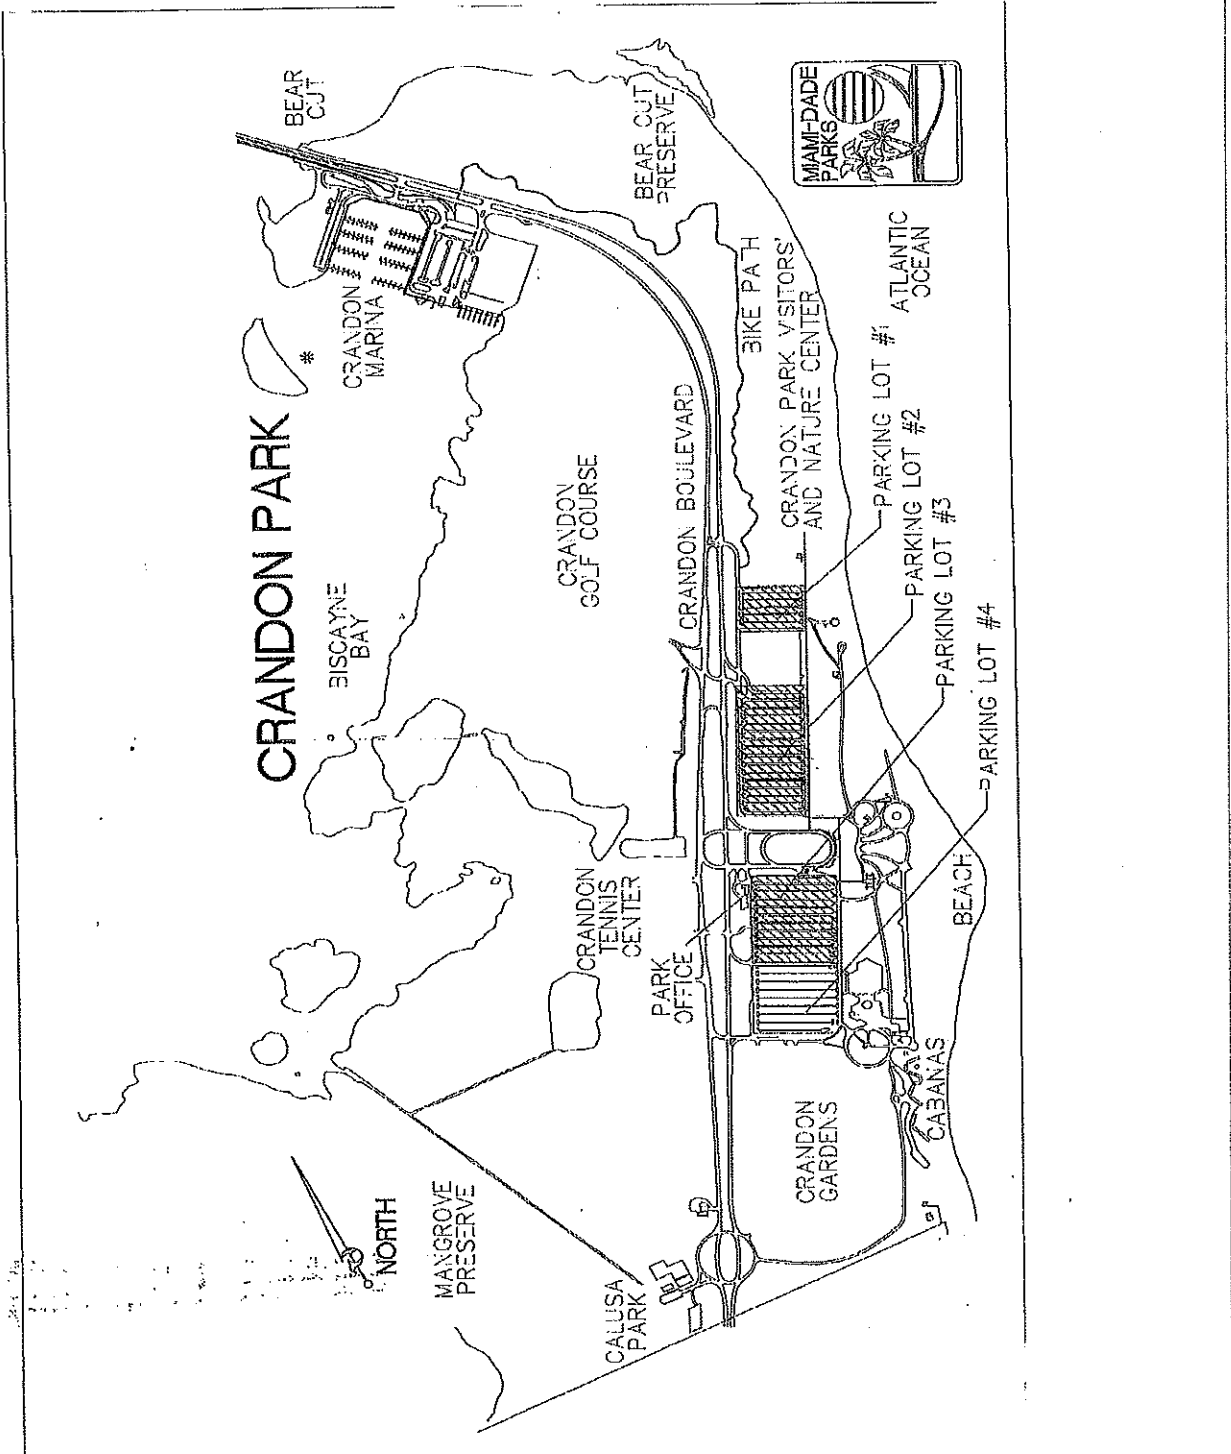 CRANDON PARK
BEAR
CUT
CRANDON
MARINA
*
BISCAYNE
BAY
BEAR CUT
PRESERVE
MIAMI-DADE
PARKS
ATLANTIC
OCEAN
BIKE PATH
CRANDON PARK VISITORS'
AND NATURE CENTER
CRANDON
GOLF COURSE
CRANDON BOULEVARD
PARKING LOT #1
PARKING LOT #2
PARKING LOT #3
PARKING LOT #4
CRANDON
TENNIS
CENTER
PARK
OFFICE
BEACH
CABANAS
CRANDON
GARDENS
NORTH
MANGROVE
PRESERVE
CALUSA
PARK